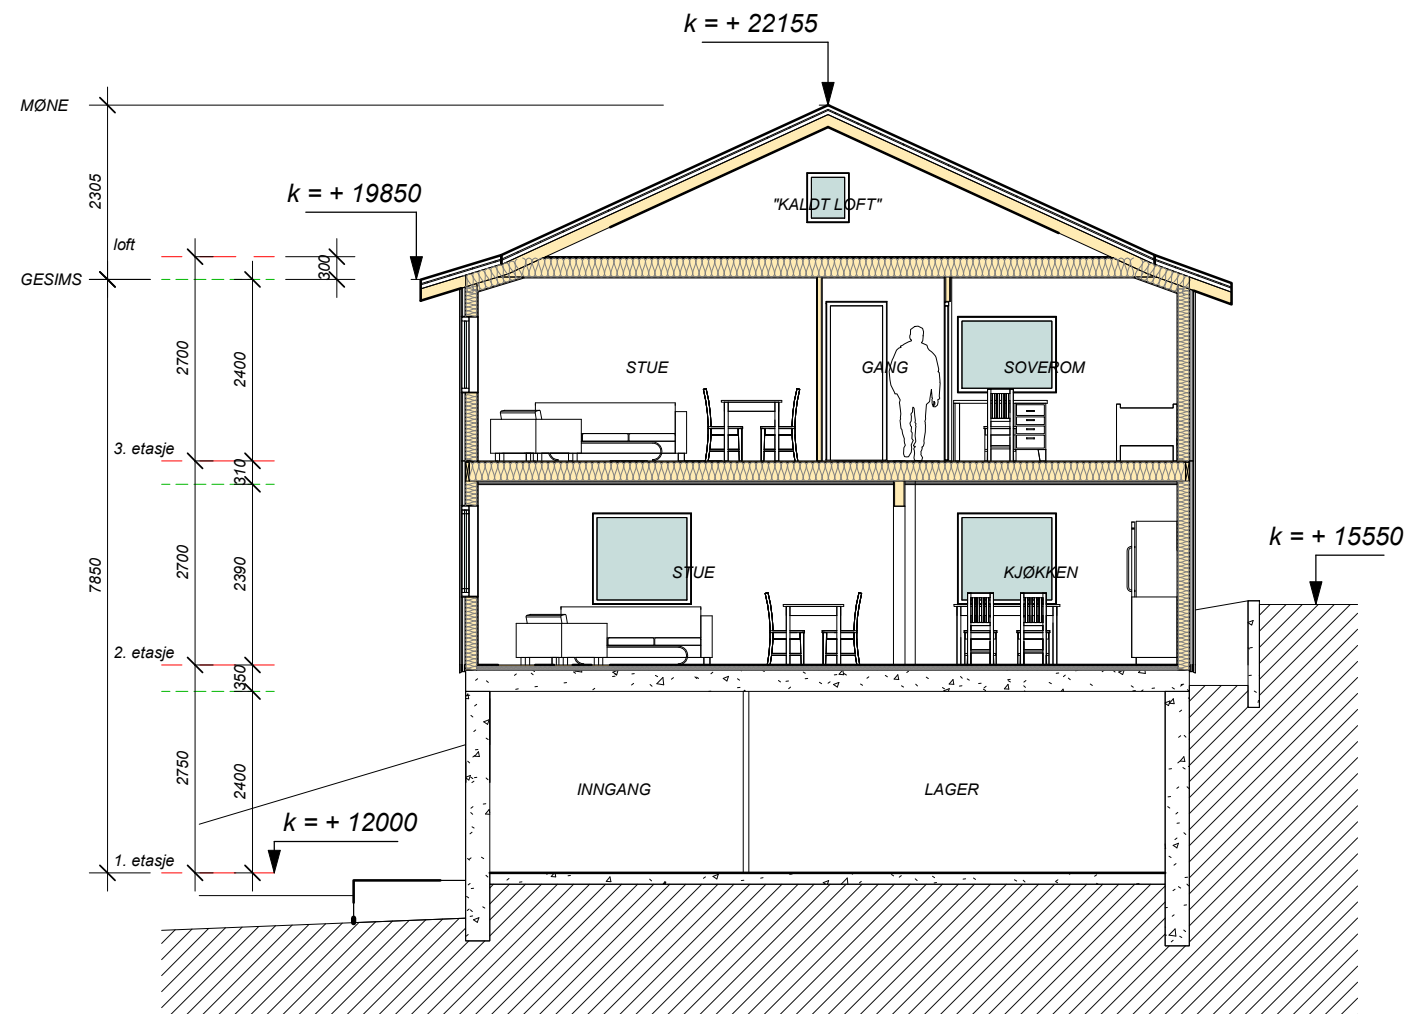 k = + 22155
MØNE
2305
k = + 19850
"KALDT LOFT"
loft
300
GESIMS
2700
2400
STUE
GANG
SOVEROM
3. etasje
310
k = + 15550
7850
2700
2390
STUE
KJØKKEN
2. etasje
350
2750
2400
INNGANG
LAGER
k = + 12000
1. etasje